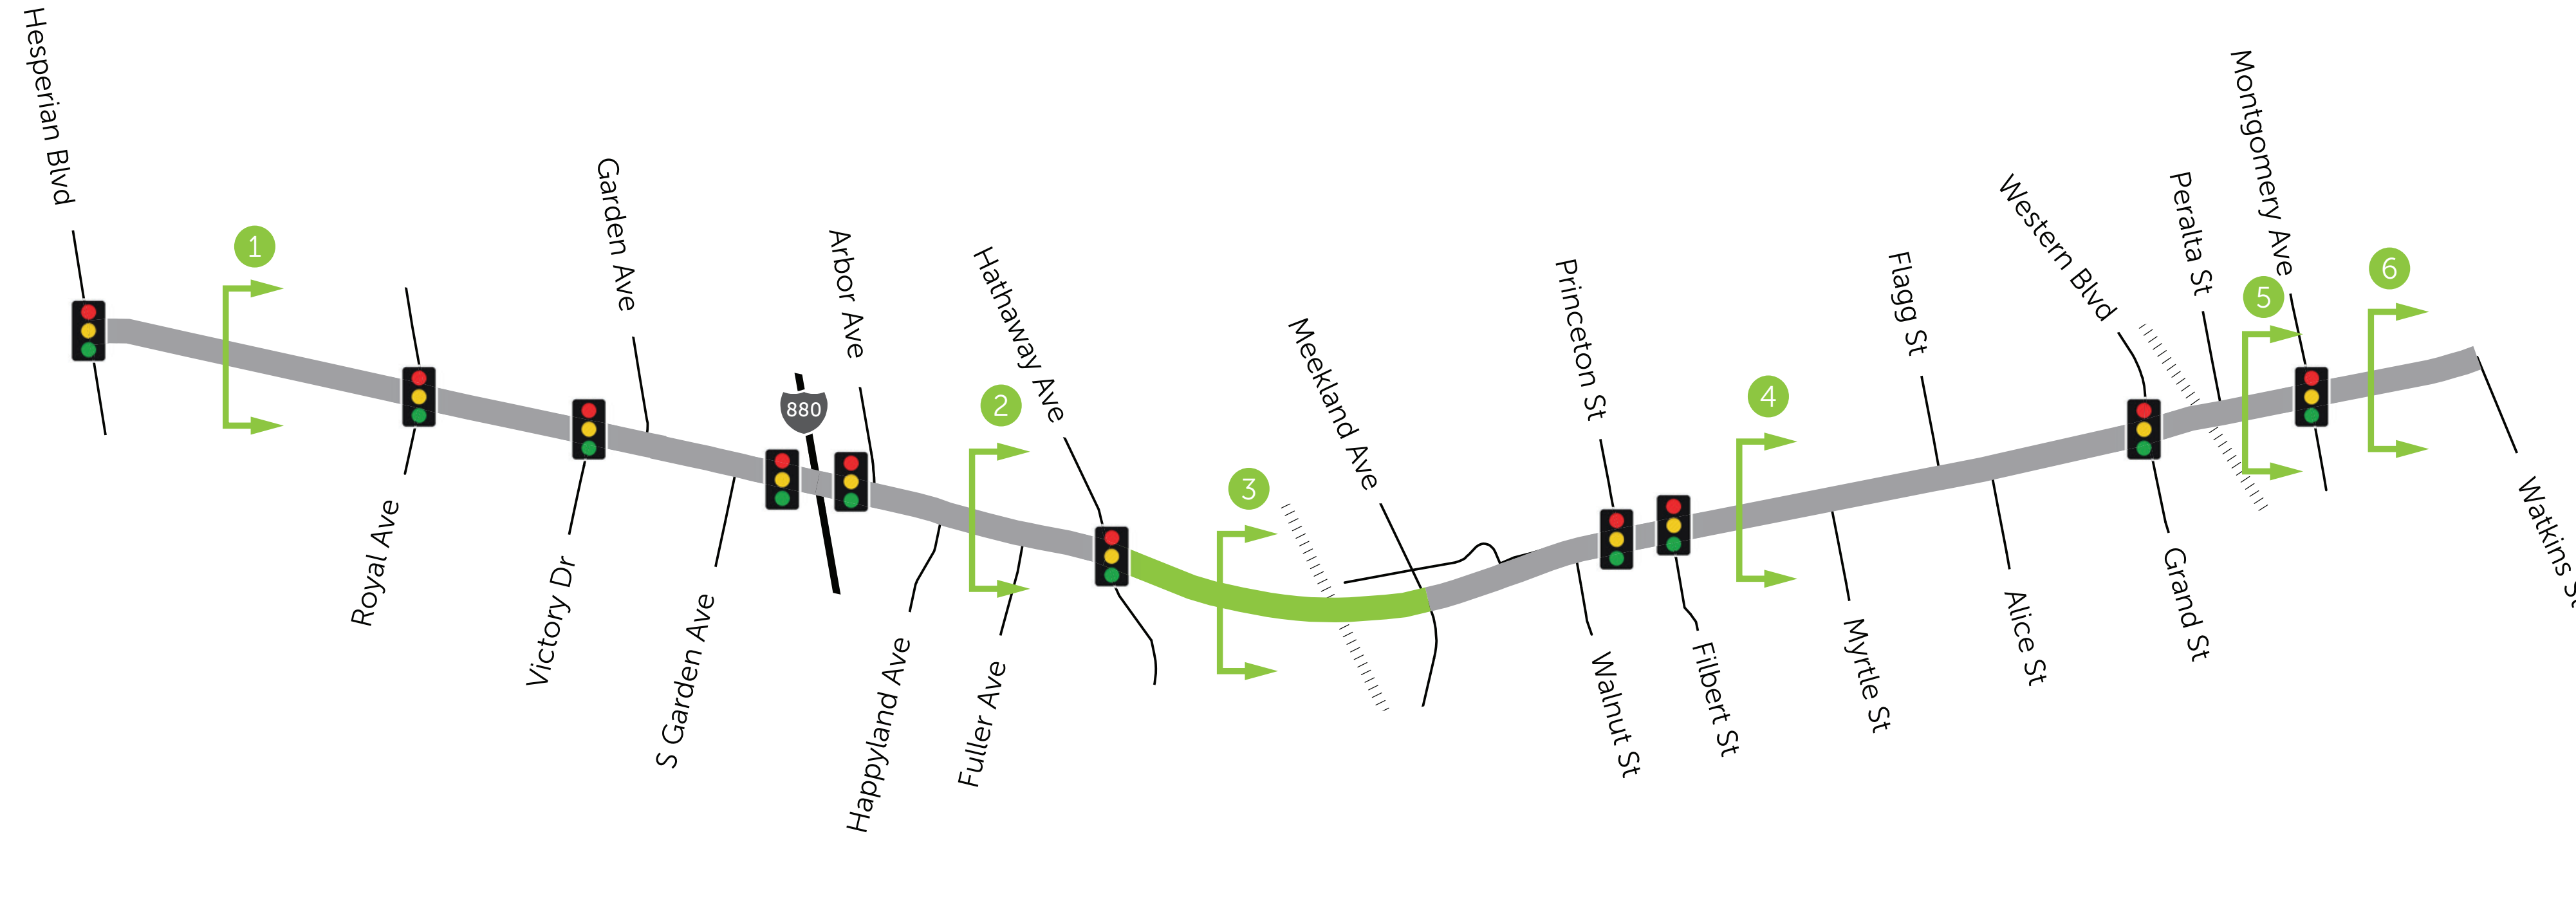 Hesperian Blvd
1
Royal Ave
Victory Dr
Garden Ave
S Garden Ave
880
Arbor Ave
Happyland Ave
2
Fuller Ave
Hathaway Ave
3
Meekland Ave
Princeton St
Walnut St
Filbert St
4
Myrtle St
Flagg St
Alice St
Western Blvd
Grand St
Peralta St
5
Montgomery Ave
6
Watkins St